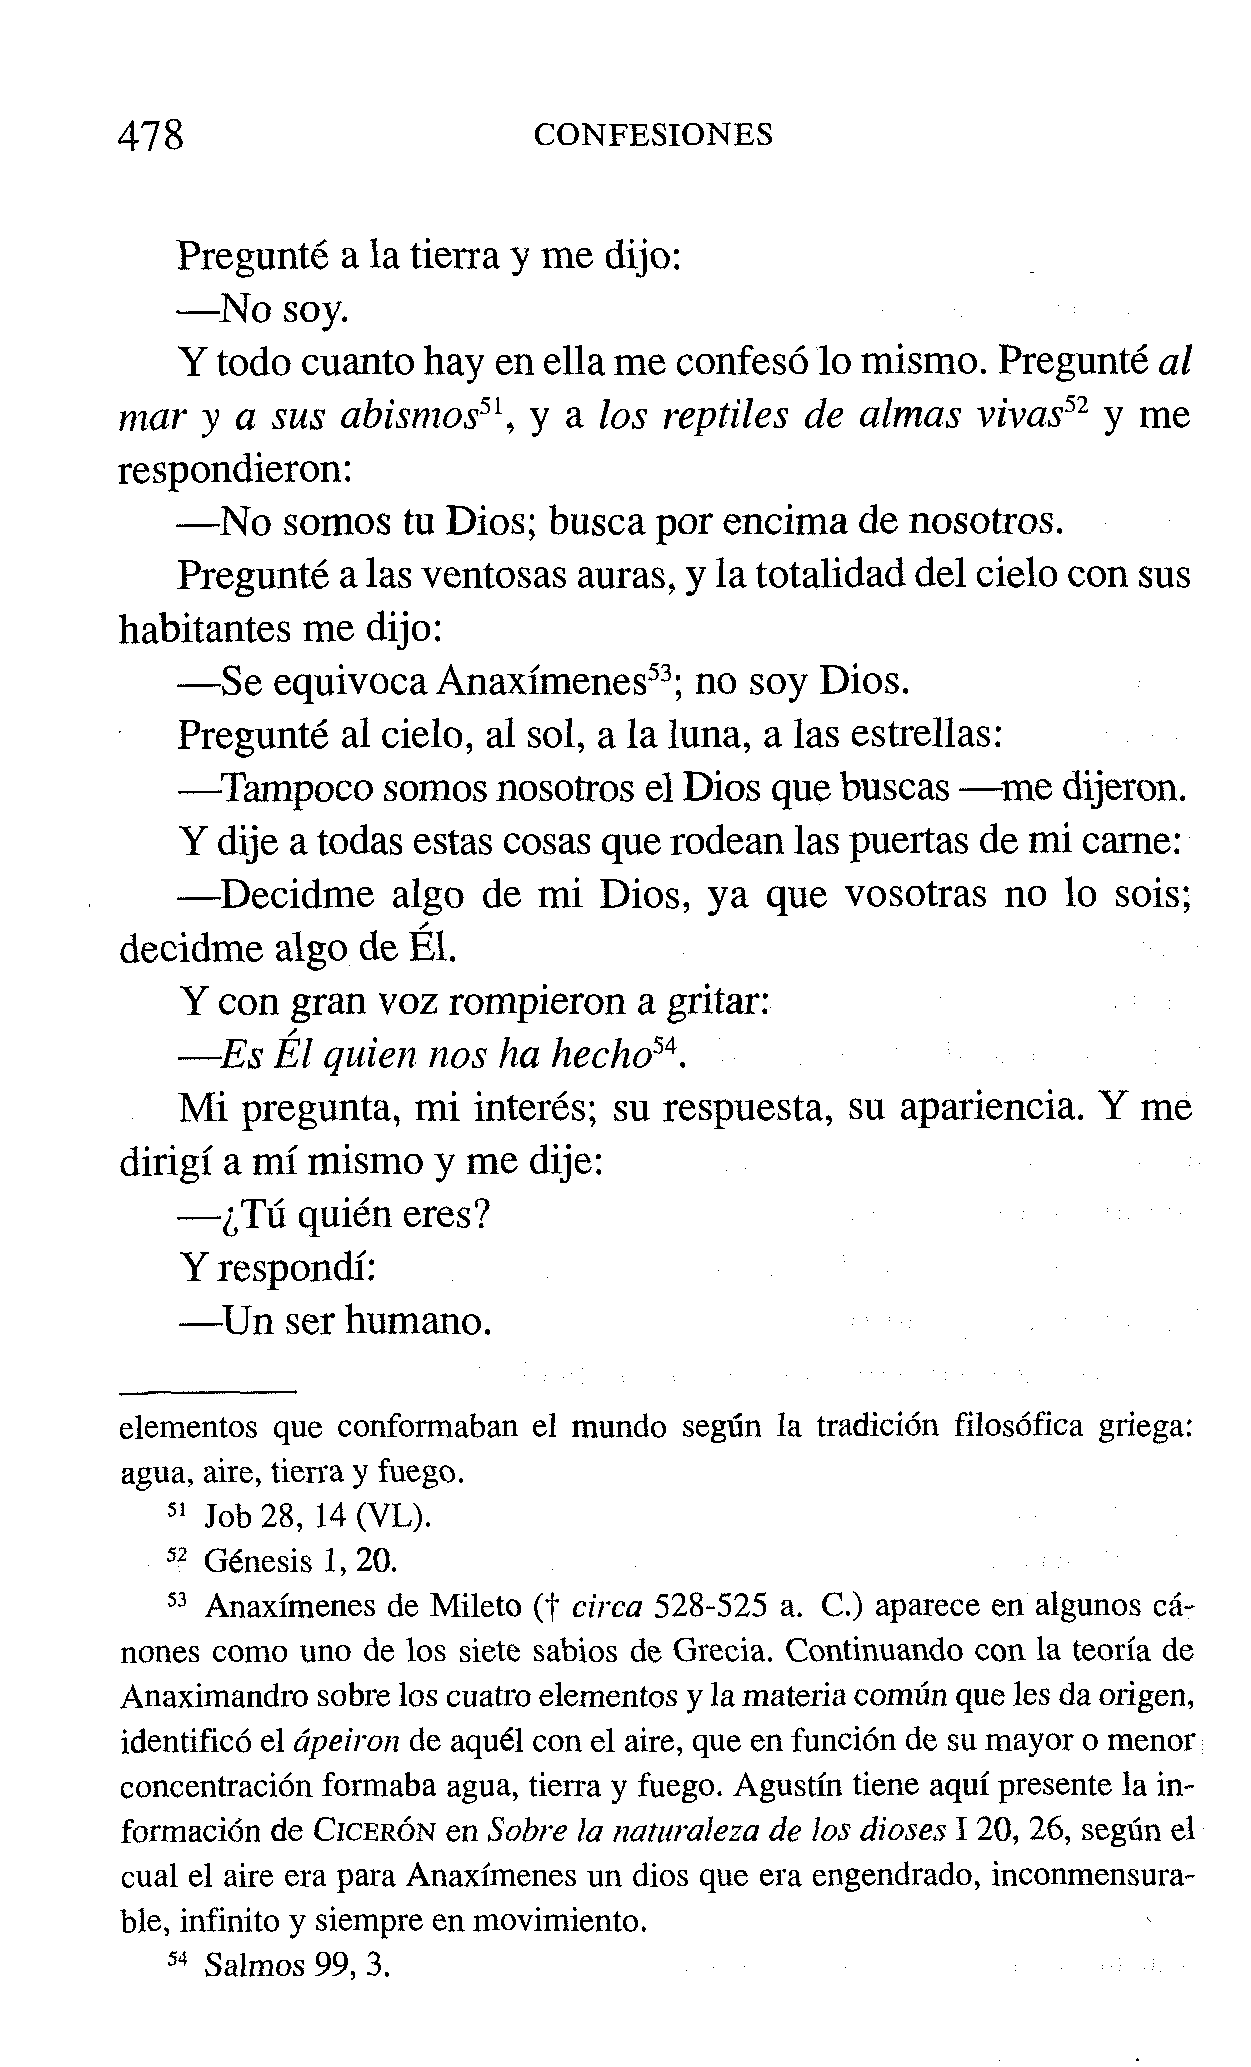 478 CONFESIONES
Pregunté a la tierra y me dijo:
—No soy.
Y todo cuanto hay en ella me confesó lo mismo. Pregunté al
mar y a sus abismos⁵¹, y a los reptiles de almas vivas⁵² y me
respondieron:
—No somos tu Dios; busca por encima de nosotros.
Pregunté a las ventosas auras, y la totalidad del cielo con sus
habitantes me dijo:
—Se equivoca Anaxímenes⁵³; no soy Dios.
Pregunté al cielo, al sol, a la luna, a las estrellas:
—Tampoco somos nosotros el Dios que buscas —me dijeron.
Y dije a todas estas cosas que rodean las puertas de mi carne:
—Decidme algo de mi Dios, ya que vosotras no lo sois;
decidme algo de Él.
Y con gran voz rompieron a gritar:
—Es Él quien nos ha hecho⁵⁴.
Mi pregunta, mi interés; su respuesta, su apariencia. Y me
dirigí a mí mismo y me dije:
—¿Tú quién eres?
Y respondí:
—Un ser humano.
elementos que conformaban el mundo según la tradición filosófica griega:
agua, aire, tierra y fuego.
⁵¹ Job 28, 14 (VL).
⁵² Génesis 1, 20.
⁵³ Anaxímenes de Mileto († circa 528-525 a. C.) aparece en algunos cá-
nones como uno de los siete sabios de Grecia. Continuando con la teoría de
Anaximandro sobre los cuatro elementos y la materia común que les da origen,
identificó el ápeiron de aquél con el aire, que en función de su mayor o menor
concentración formaba agua, tierra y fuego. Agustín tiene aquí presente la in-
formación de CICERÓN en Sobre la naturaleza de los dioses I 20, 26, según el
cual el aire era para Anaxímenes un dios que era engendrado, inconmensura-
ble, infinito y siempre en movimiento.
⁵⁴ Salmos 99, 3.